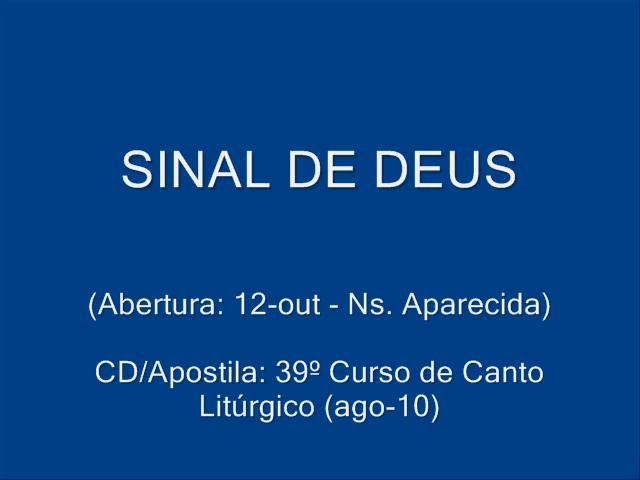 SINAL DE DEUS
(Abertura: 12-out - Ns. Aparecida)
CD/Apostila: 39º Curso de Canto
Litúrgico (ago-10)